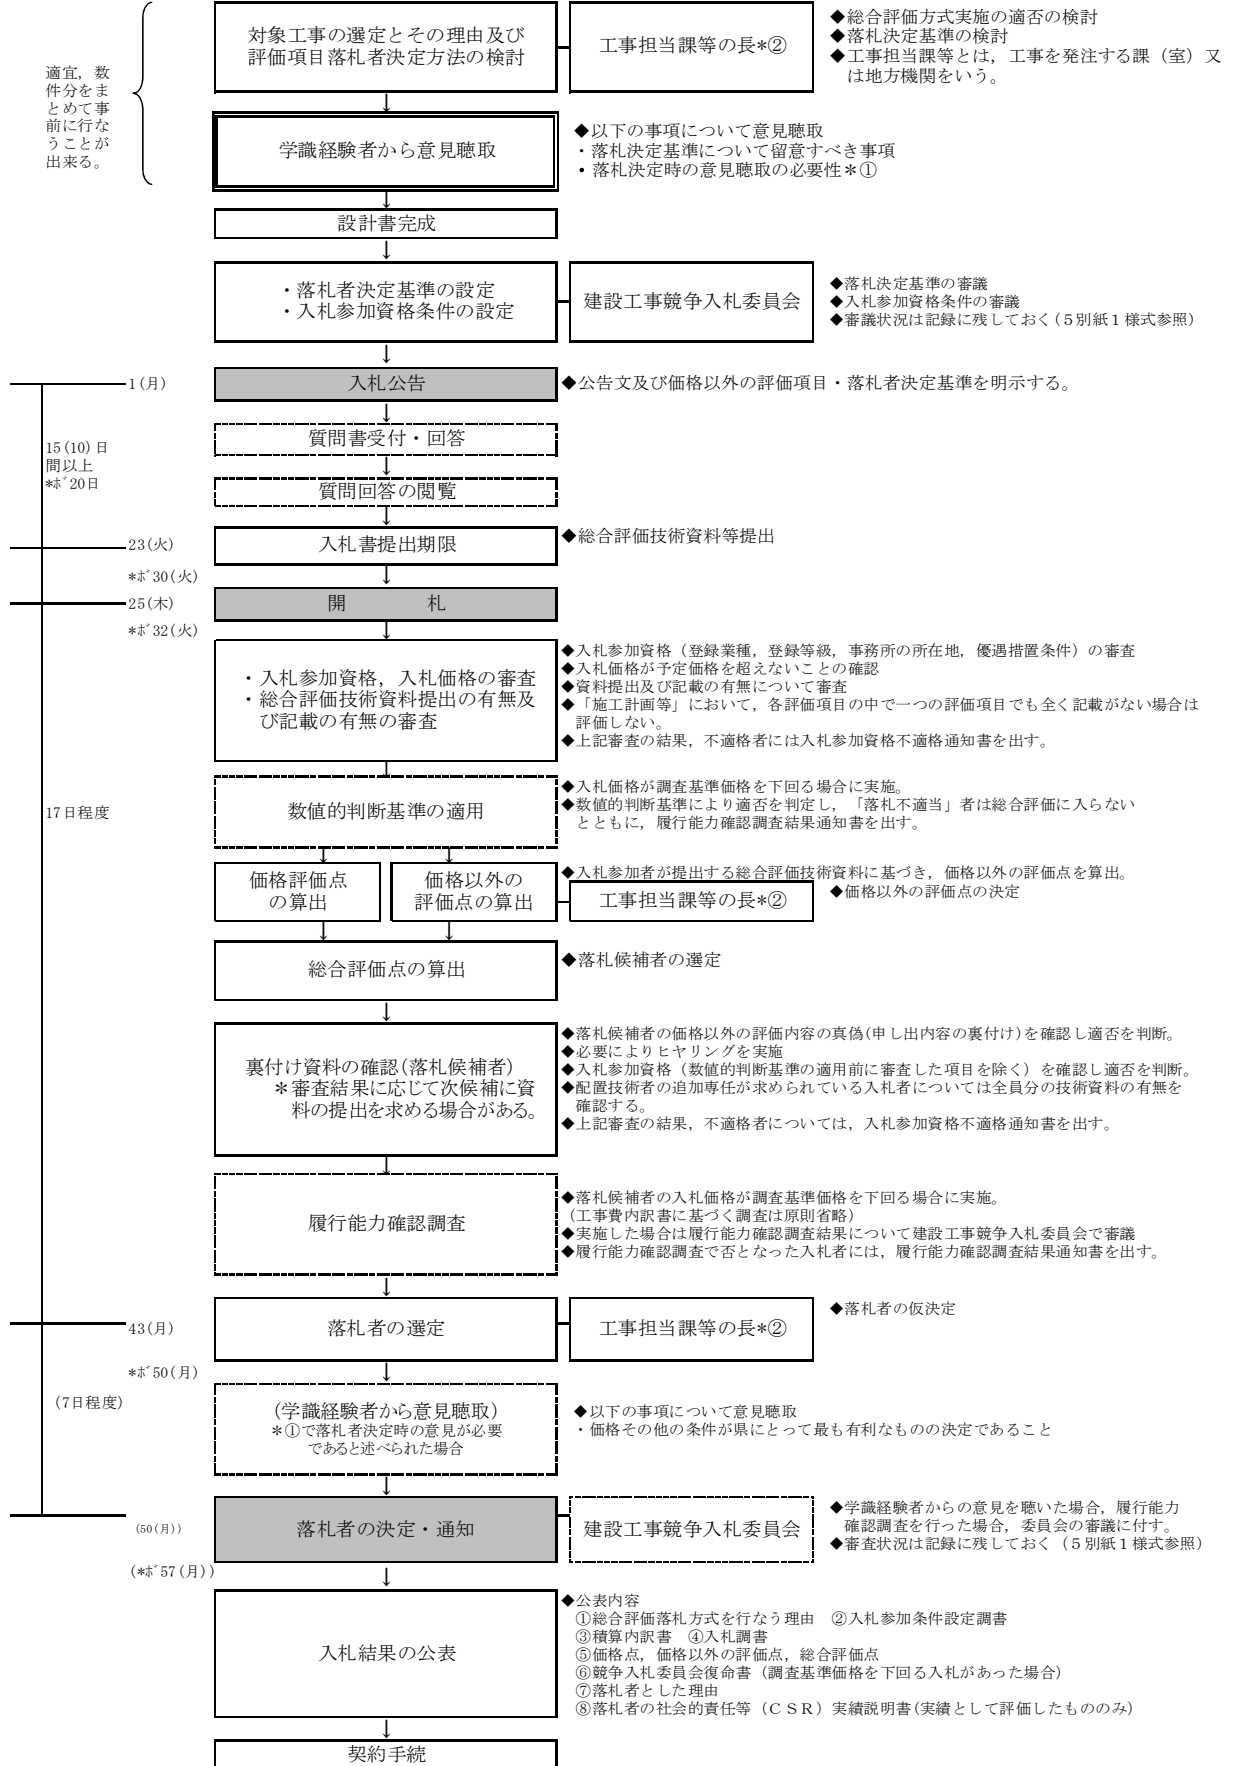 対象工事の選定とその理由及び
評価項目落札者決定方法の検討
工事担当課等の長*②
◆総合評価方式実施の適否の検討
◆落札決定基準の検討
◆工事担当課等とは，工事を発注する課（室）又
は地方機関をいう。
適宜，数
件分をま
とめて事
前に行な
うことが
出来る。
↓
学識経験者から意見聴取
◆以下の事項について意見聴取
・落札決定基準について留意すべき事項
・落札決定時の意見聴取の必要性＊①
↓
設計書完成
↓
・落札者決定基準の設定
・入札参加資格条件の設定
建設工事競争入札委員会
◆落札決定基準の審議
◆入札参加資格条件の審議
◆審議状況は記録に残しておく(５別紙１様式参照)
↓
1(月)
入札公告
◆公告文及び価格以外の評価項目・落札者決定基準を明示する。
↓
質問書受付・回答
15(10)日
間以上
*ﾎﾞ20日
↓
質問回答の閲覧
↓
23(火)
入札書提出期限
◆総合評価技術資料等提出
*ﾎﾞ30(火)
↓
25(木)
開　　　　札
*ﾎﾞ32(火)
↓
・入札参加資格，入札価格の審査
・総合評価技術資料提出の有無及
び記載の有無の審査
◆入札参加資格（登録業種，登録等級，事務所の所在地，優遇措置条件）の審査
◆入札価格が予定価格を超えないことの確認
◆資料提出及び記載の有無について審査
◆「施工計画等」において，各評価項目の中で一つの評価項目でも全く記載がない場合は
評価しない。
◆上記審査の結果，不適格者には入札参加資格不適格通知書を出す。
↓
17日程度
数値的判断基準の適用
◆入札価格が調査基準価格を下回る場合に実施。
◆数値的判断基準により適否を判定し，「落札不適当」者は総合評価に入らない
とともに，履行能力確認調査結果通知書を出す。
↓　↓
価格評価点
の算出
価格以外の
評価点の算出
◆入札参加者が提出する総合評価技術資料に基づき，価格以外の評価点を算出。
工事担当課等の長*②
◆価格以外の評価点の決定
↓　↓
総合評価点の算出
◆落札候補者の選定
↓
裏付け資料の確認(落札候補者)
＊審査結果に応じて次候補に資
料の提出を求める場合がある。
◆落札候補者の価格以外の評価内容の真偽(申し出内容の裏付け)を確認し適否を判断。
◆必要によりヒヤリングを実施
◆入札参加資格（数値的判断基準の適用前に審査した項目を除く）を確認し適否を判断。
◆配置技術者の追加専任が求められている入札者については全員分の技術資料の有無を
確認する。
◆上記審査の結果，不適格者については，入札参加資格不適格通知書を出す。
↓
履行能力確認調査
◆落札候補者の入札価格が調査基準価格を下回る場合に実施。
(工事費内訳書に基づく調査は原則省略)
◆実施した場合は履行能力確認調査結果について建設工事競争入札委員会で審議
◆履行能力確認調査で否となった入札者には，履行能力確認調査結果通知書を出す。
↓
43(月)
落札者の選定
工事担当課等の長*②
◆落札者の仮決定
*ﾎﾞ50(月)
↓
(7日程度)
(学識経験者から意見聴取)
＊①で落札者決定時の意見が必要
であると述べられた場合
◆以下の事項について意見聴取
・価格その他の条件が県にとって最も有利なものの決定であること
↓
(50(月))
落札者の決定・通知
建設工事競争入札委員会
◆学識経験者からの意見を聴いた場合，履行能力
確認調査を行った場合，委員会の審議に付す。
◆審査状況は記録に残しておく（５別紙１様式参照)
(*ﾎﾞ57(月))
↓
入札結果の公表
◆公表内容
①総合評価落札方式を行なう理由　②入札参加条件設定調書
③積算内訳書　④入札調書
⑤価格点，価格以外の評価点，総合評価点
⑥競争入札委員会復命書（調査基準価格を下回る入札があった場合)
⑦落札者とした理由
⑧落札者の社会的責任等（ＣＳＲ）実績説明書(実績として評価したもののみ)
↓
契約手続